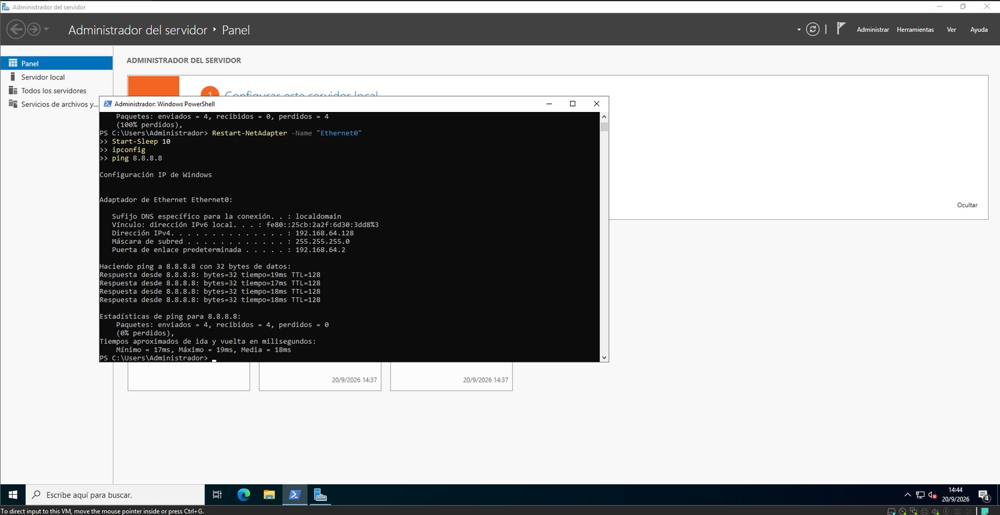 Administrador del servidor
Administrador del servidor ‣ Panel
Administrar Herramientas Ver Ayuda
Panel
Servidor local
Todos los servidores
Servicios de archivos y...
ADMINISTRADOR DEL SERVIDOR
1 Configurar este servidor local
Ocultar
Administrador: Windows PowerShell
Paquetes: enviados = 4, recibidos = 0, perdidos = 4
(100% perdidos),
PS C:\Users\Administrador> Restart-NetAdapter -Name "Ethernet0"
>> Start-Sleep 10
>> ipconfig
>> ping 8.8.8.8
Configuración IP de Windows
Adaptador de Ethernet Ethernet0:
Sufijo DNS específico para la conexión. . : localdomain
Vínculo: dirección IPv6 local. . . : fe80::25cb:2a2f:6d30:3dd8%3
Dirección IPv4. . . . . . . . . . . . . . : 192.168.64.128
Máscara de subred . . . . . . . . . . . . : 255.255.255.0
Puerta de enlace predeterminada . . . . . : 192.168.64.2
Haciendo ping a 8.8.8.8 con 32 bytes de datos:
Respuesta desde 8.8.8.8: bytes=32 tiempo=19ms TTL=128
Respuesta desde 8.8.8.8: bytes=32 tiempo=17ms TTL=128
Respuesta desde 8.8.8.8: bytes=32 tiempo=18ms TTL=128
Respuesta desde 8.8.8.8: bytes=32 tiempo=18ms TTL=128
Estadísticas de ping para 8.8.8.8:
Paquetes: enviados = 4, recibidos = 4, perdidos = 0
(0% perdidos),
Tiempos aproximados de ida y vuelta en milisegundos:
Mínimo = 17ms, Máximo = 19ms, Media = 18ms
PS C:\Users\Administrador>
20/9/2026 14:37
20/9/2026 14:37
Escribe aquí para buscar.
14:44
20/9/2026
4
To direct input to this VM, move the mouse pointer inside or press Ctrl+G.